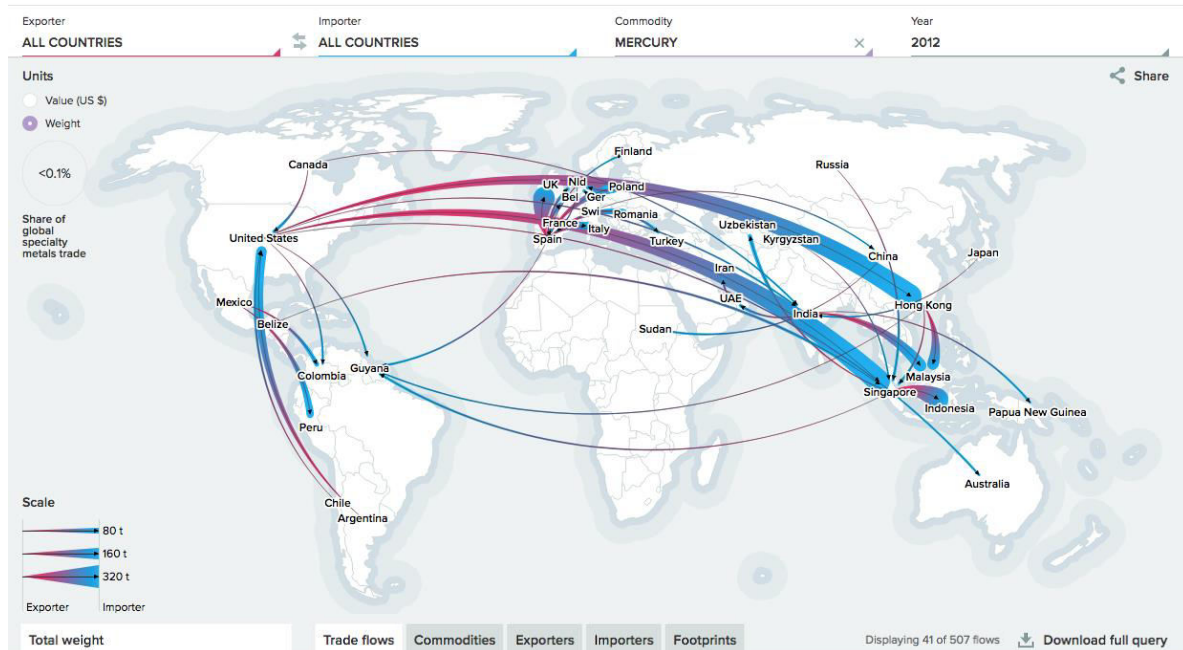 Exporter
ALL COUNTRIES
Importer
ALL COUNTRIES
Commodity
MERCURY
Year
2012
Units
Value (US $)
Weight
<0.1%
Share of
global
specialty
metals trade
Share
Canada
Finland
Russia
UK
Nld
Poland
Bel
Ger
Swi
Romania
France
Italy
Uzbekistan
United States
Spain
Turkey
Kyrgyzstan
China
Japan
Iran
Mexico
UAE
Hong Kong
Belize
India
Sudan
Colombia
Guyana
Malaysia
Singapore
Indonesia
Papua New Guinea
Peru
Australia
Chile
Argentina
Scale
80 t
160 t
320 t
Exporter
Importer
Total weight
Trade flows
Commodities
Exporters
Importers
Footprints
Displaying 41 of 507 flows
Download full query